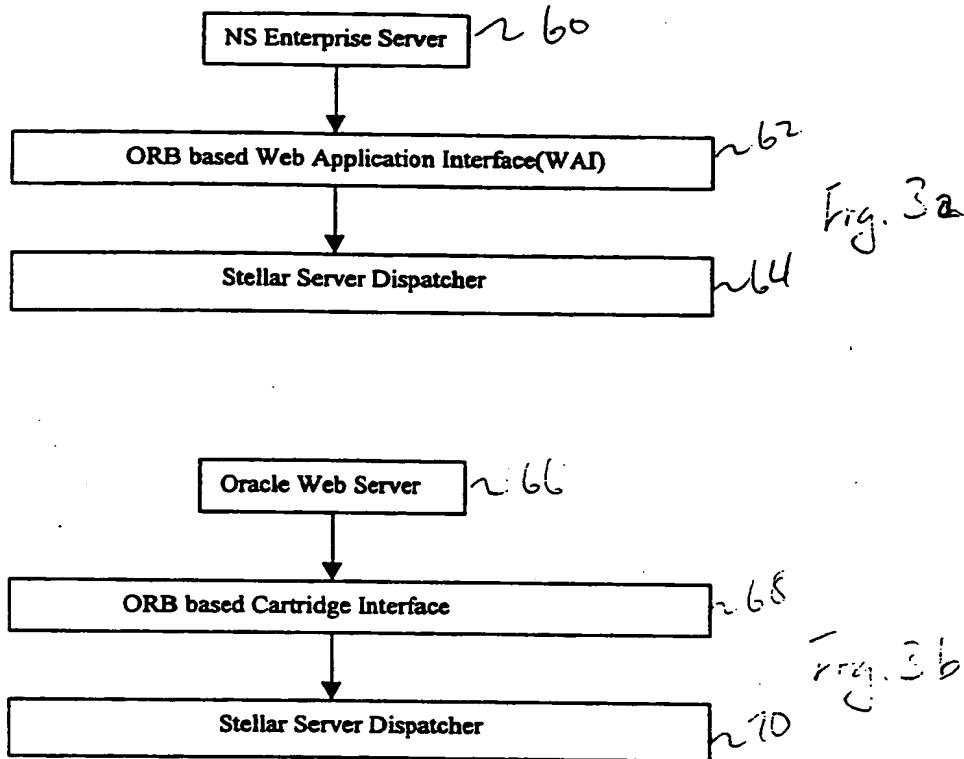 NS Enterprise Server ~ 60
ORB based Web Application Interface(WAI) ~62
Fig. 3a
Stellar Server Dispatcher ~64
Oracle Web Server ~ 66
ORB based Cartridge Interface ~68
Fig. 3b
Stellar Server Dispatcher ~70